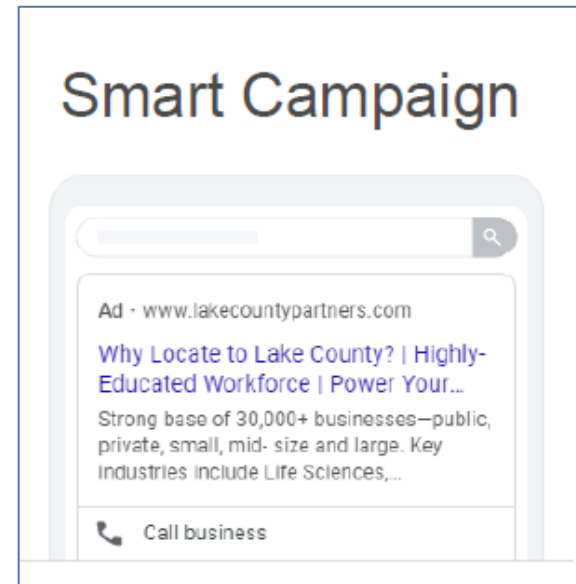 Smart Campaign
Ad · www.lakecountypartners.com
Why Locate to Lake County? | Highly-
Educated Workforce | Power Your...
Strong base of 30,000+ businesses—public,
private, small, mid- size and large. Key
industries include Life Sciences,...
Call business